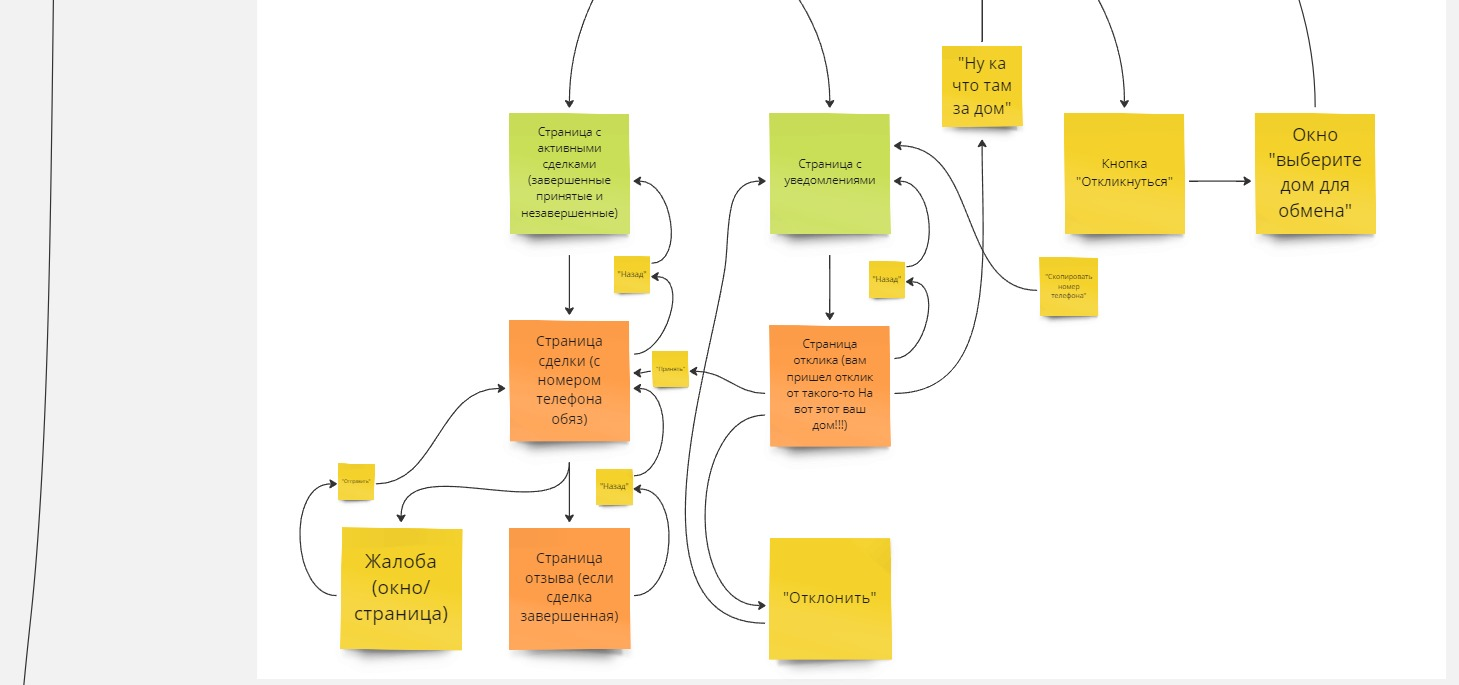 "Ну ка
что там
за дом"
Страница с
активными
сделками
(завершенные
принятые и
незавершенные)
Страница с
уведомлениями
Кнопка
"Откликнуться"
Окно
"выберите
дом для
обмена"
"Назад"
"Назад"
"Скопировать
номер
телефона"
Страница
сделки (с
номером
телефона
обяз)
"Принять"
Страница
отклика (вам
пришел отклик
от такого-то На
вот этот ваш
дом!!!)
"Отправить"
"Назад"
Жалоба
(окно/
страница)
Страница
отзыва (если
сделка
завершенная)
"Отклонить"